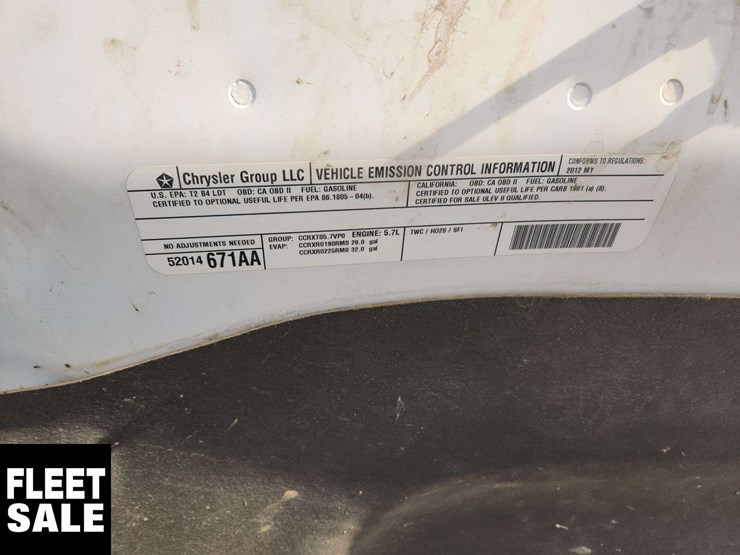 Chrysler Group LLC VEHICLE EMISSION CONTROL INFORMATION CONFORMS TO REGULATIONS:
2012 MY
U.S. EPA: T2 B4 LDT OBD: CA OBD II FUEL: GASOLINE
CERTIFIED TO OPTIONAL USEFUL LIFE PER EPA 86.1805-04(b).
CALIFORNIA: OBD: CA OBD II FUEL: GASOLINE
CERTIFIED TO OPTIONAL USEFUL LIFE PER CARB 1961 (a) (8).
CERTIFIED FOR SALE ULEV II QUALIFIED.
NO ADJUSTMENTS NEEDED
52014 671AA
GROUP: CCRXT05.7VP0 ENGINE: 5.7L
EVAP: CCRXR0190RM0 26.0 gal
CCRXR0225RM0 32.0 gal
TWC / HO2S / SFI
FLEET
SALE